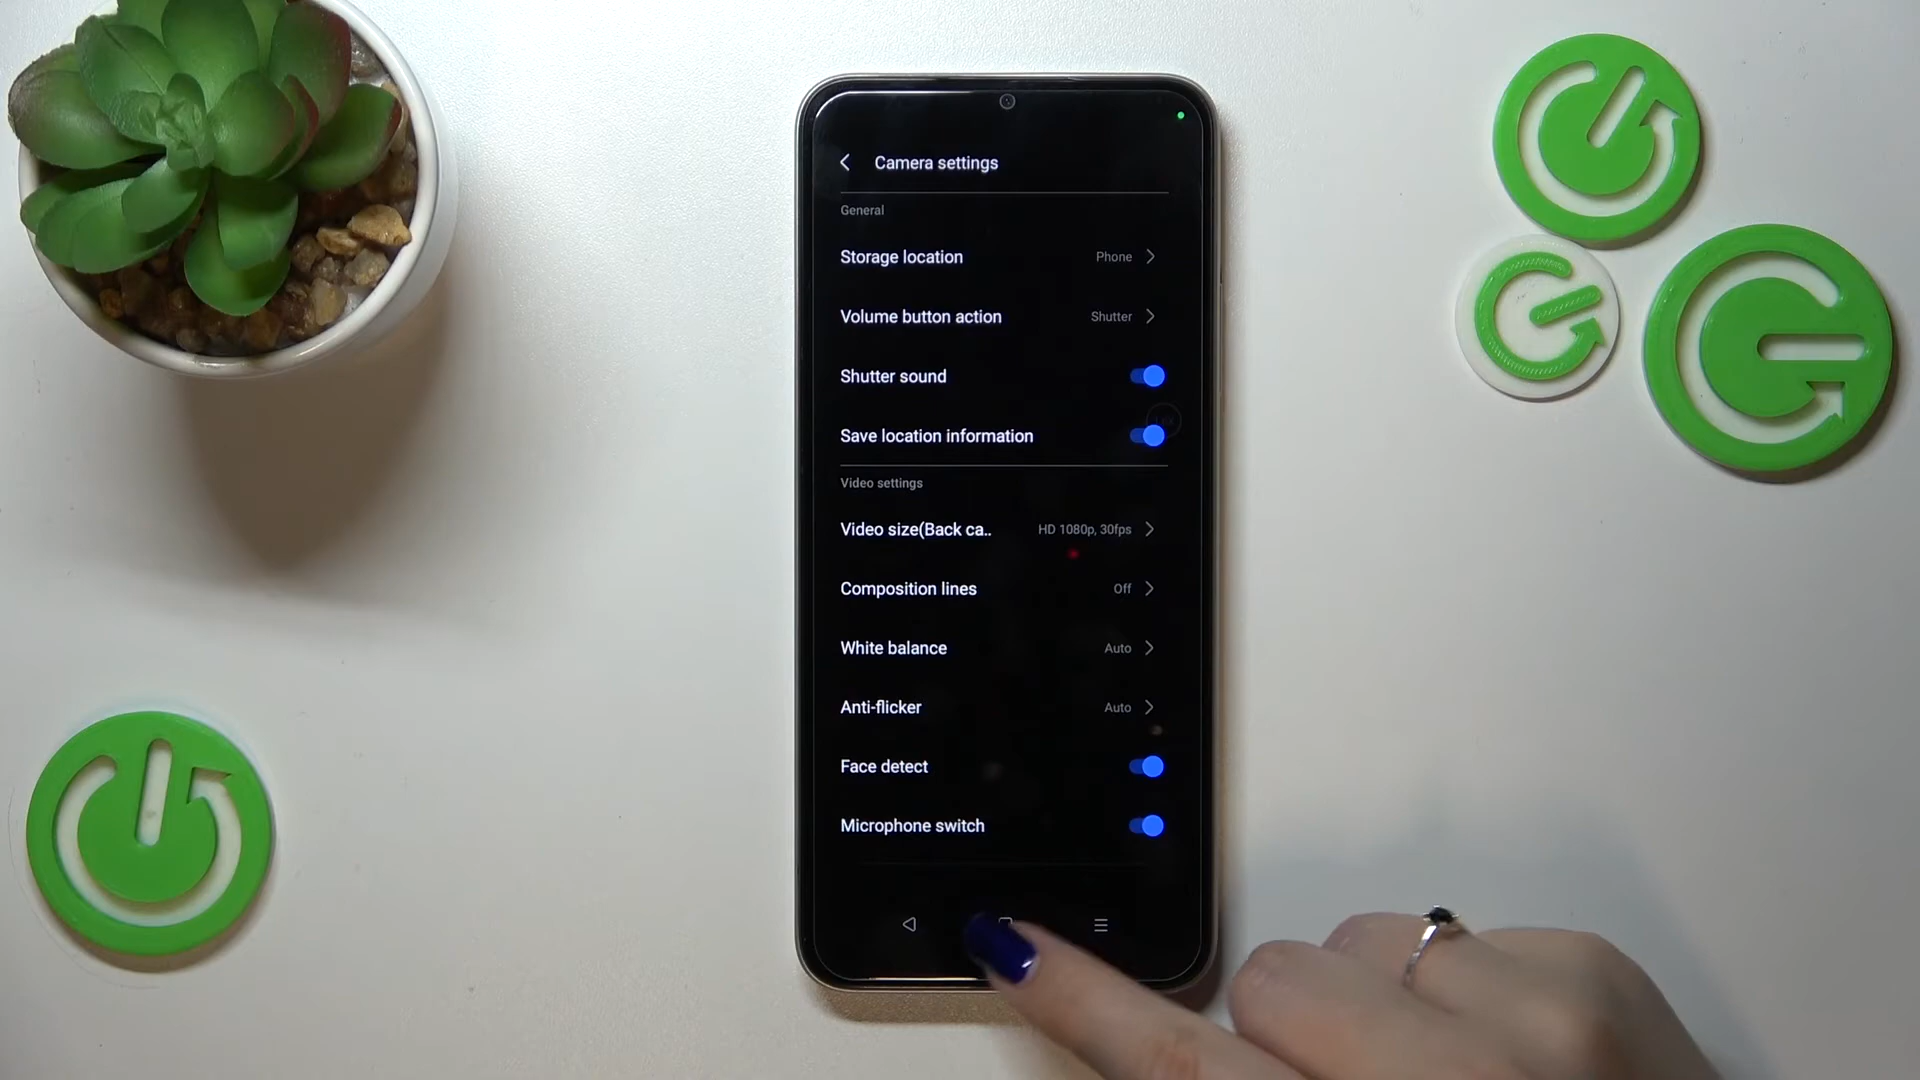 Camera settings
General
Storage location Phone
Volume button action Shutter
Shutter sound
Save location information
Video settings
Video size(Back ca.. HD 1080p, 30fps
Composition lines Off
White balance Auto
Anti-flicker Auto
Face detect
Microphone switch